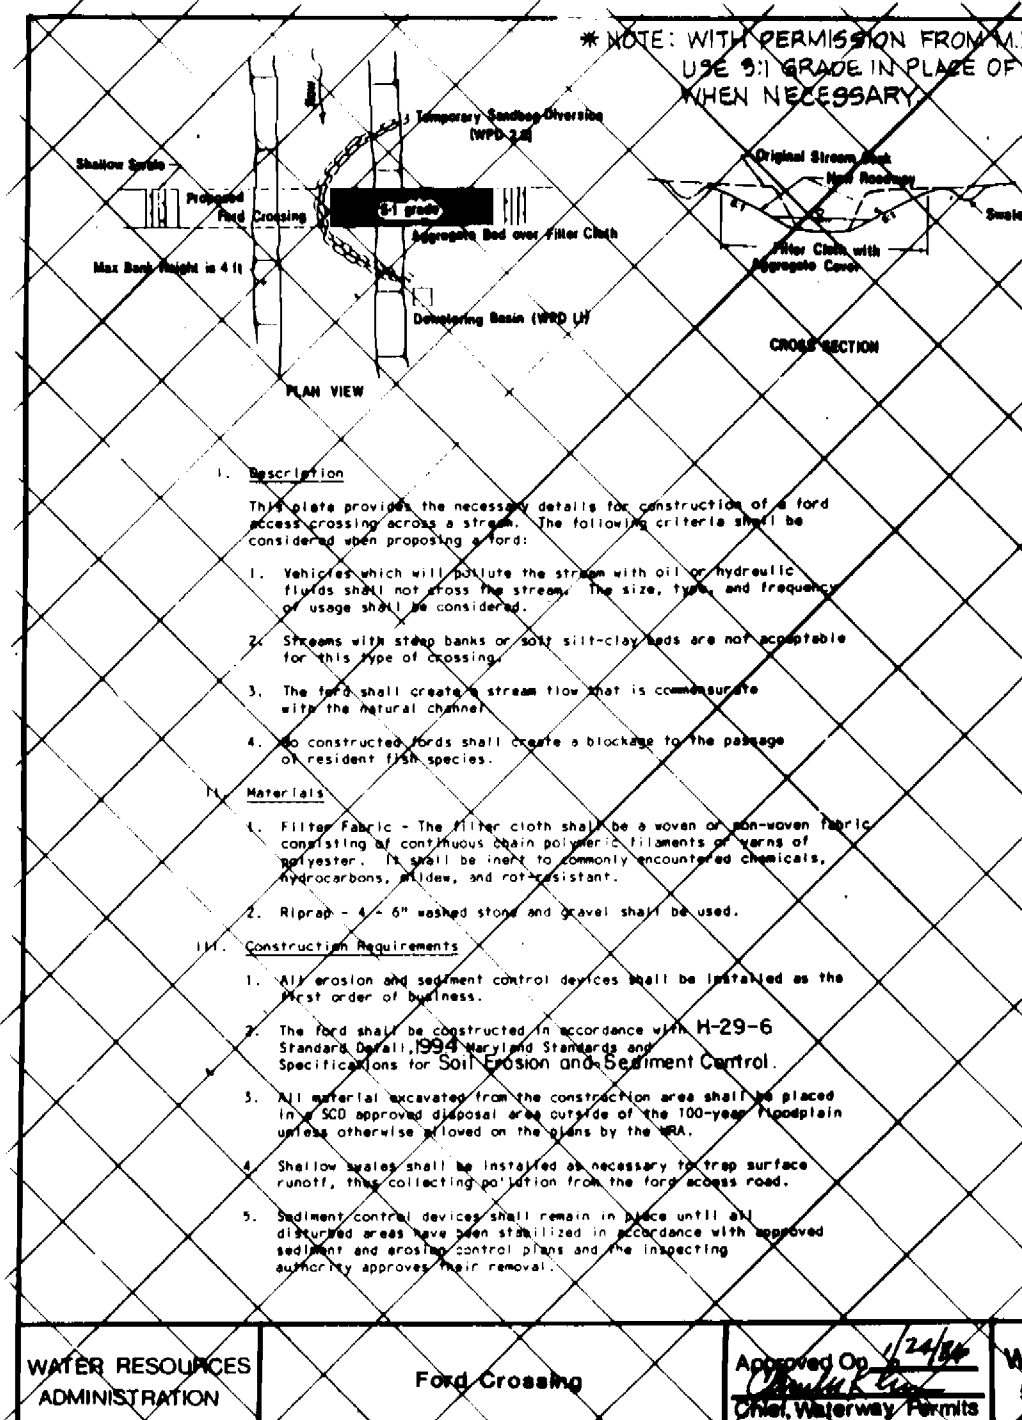 * NOTE: WITH PERMISSION FROM M.
USE 5:1 GRADE IN PLACE OF
WHEN NECESSARY.
Flow
Temporary Sandbag Diversion
(WPD 2.8)
Shallow Swale
Proposed
Ford Crossing
8-1 grade
Aggregate Bed over Filter Cloth
Max Bank Height is 4 ft
Dewatering Basin (WPD 1.1)
PLAN VIEW
Original Stream Bank
New Roadway
Swale
Filter Cloth with
Aggregate Cover
CROSS SECTION
I. Description
This plate provides the necessary details for construction of a ford
access crossing across a stream. The following criteria shall be
considered when proposing a ford:
1. Vehicles which will pollute the stream with oil or hydraulic
fluids shall not cross the stream. The size, type, and frequency
of usage shall be considered.
2. Streams with steep banks or soft silt-clay beds are not acceptable
for this type of crossing.
3. The ford shall create a stream flow that is commensurate
with the natural channel
4. No constructed fords shall create a blockage to the passage
of resident fish species.
II. Materials
1. Filter Fabric - The filter cloth shall be a woven or non-woven fabric
consisting of continuous chain polymeric filaments or yarns of
polyester. It shall be inert to commonly encountered chemicals,
hydrocarbons, mildew, and rot-resistant.
2. Riprap - 4 - 6" washed stone and gravel shall be used.
III. Construction Requirements
1. All erosion and sediment control devices shall be installed as the
first order of business.
2. The ford shall be constructed in accordance with H-29-6
Standard Detail, 1994 Maryland Standards and
Specifications for Soil Erosion and Sediment Control.
3. All material excavated from the construction area shall be placed
in a SCD approved disposal area outside of the 100-year floodplain
unless otherwise allowed on the plans by the WRA.
4. Shallow swales shall be installed as necessary to trap surface
runoff, thus collecting pollution from the ford access road.
5. Sediment control devices shall remain in place until all
disturbed areas have been stabilized in accordance with approved
sediment and erosion control plans and the inspecting
authority approves their removal.
WATER RESOURCES
ADMINISTRATION
Ford Crossing
Approved On 1/24/86
Chief, Waterway Permits
W